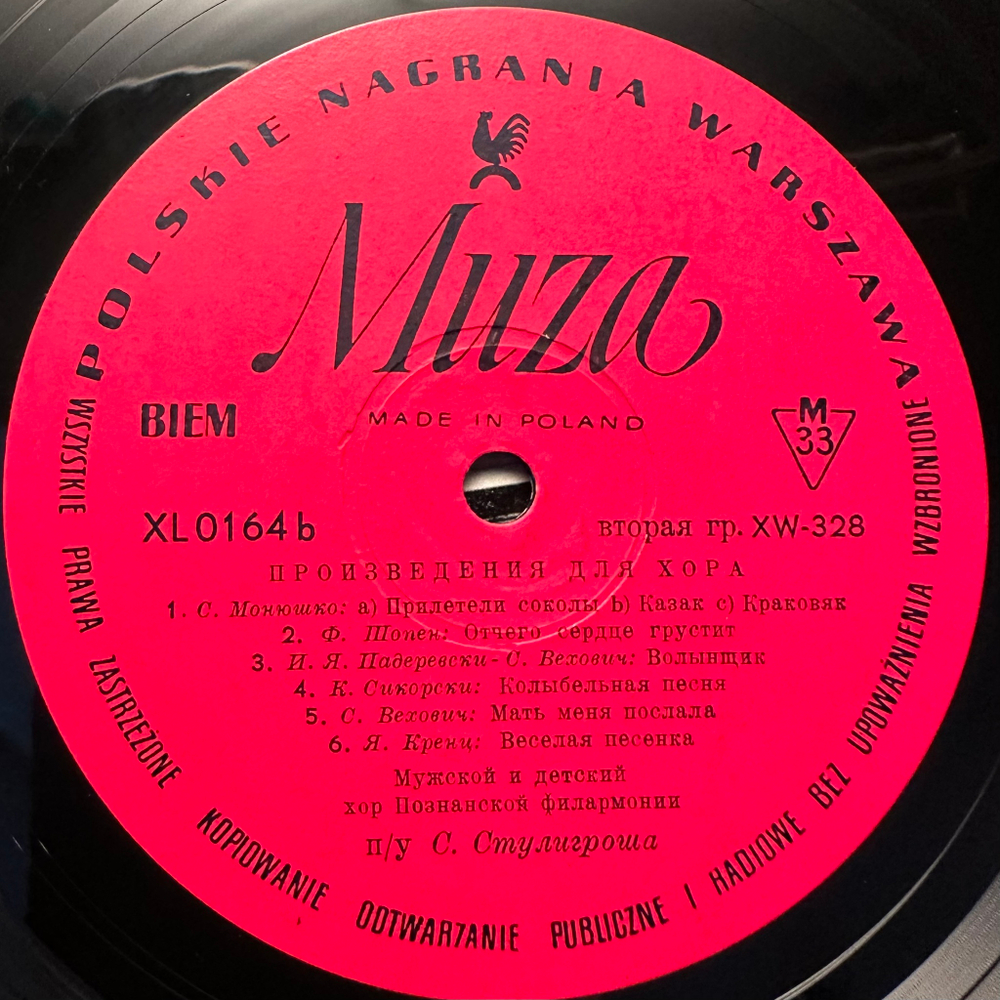 POLSKIE NAGRANIA WARSZAWA
Muza
BIEM
MADE IN POLAND
M
33
XL0164b
вторая гр. XW-328
ПРОИЗВЕДЕНИЯ ДЛЯ ХОРА
1. С. Монюшко: a) Прилетели соколы b) Казак c) Краковяк
2. Ф. Шопен: Отчего сердце грустит
3. И. Я. Падеревски - С. Вехович: Волынщик
4. К. Сикорски: Колыбельная песня
5. С. Вехович: Мать меня послала
6. Я. Кренц: Веселая песенка
Мужской и детский
хор Познанской филармонии
п/у С. Стулигроша
WSZYSTKIE PRAWA ZASTRZEZONE KOPIOWANIE ODTWARZANIE PUBLICZNE I RADIOWE BEZ UPOWAŻNIENIA WZBRONIONE